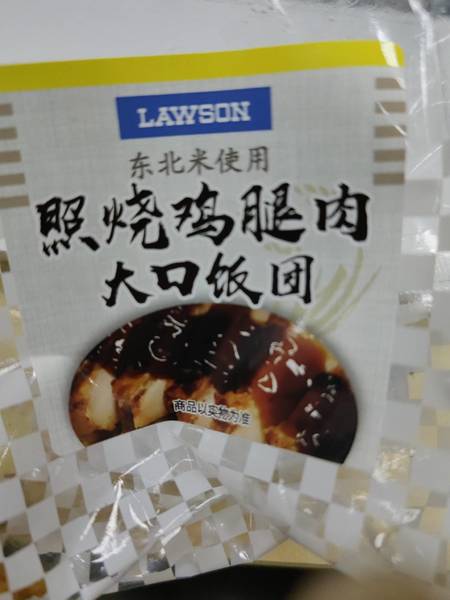 LAWSON
东北米使用
照烧鸡腿肉
大口饭团
商品以实物为准